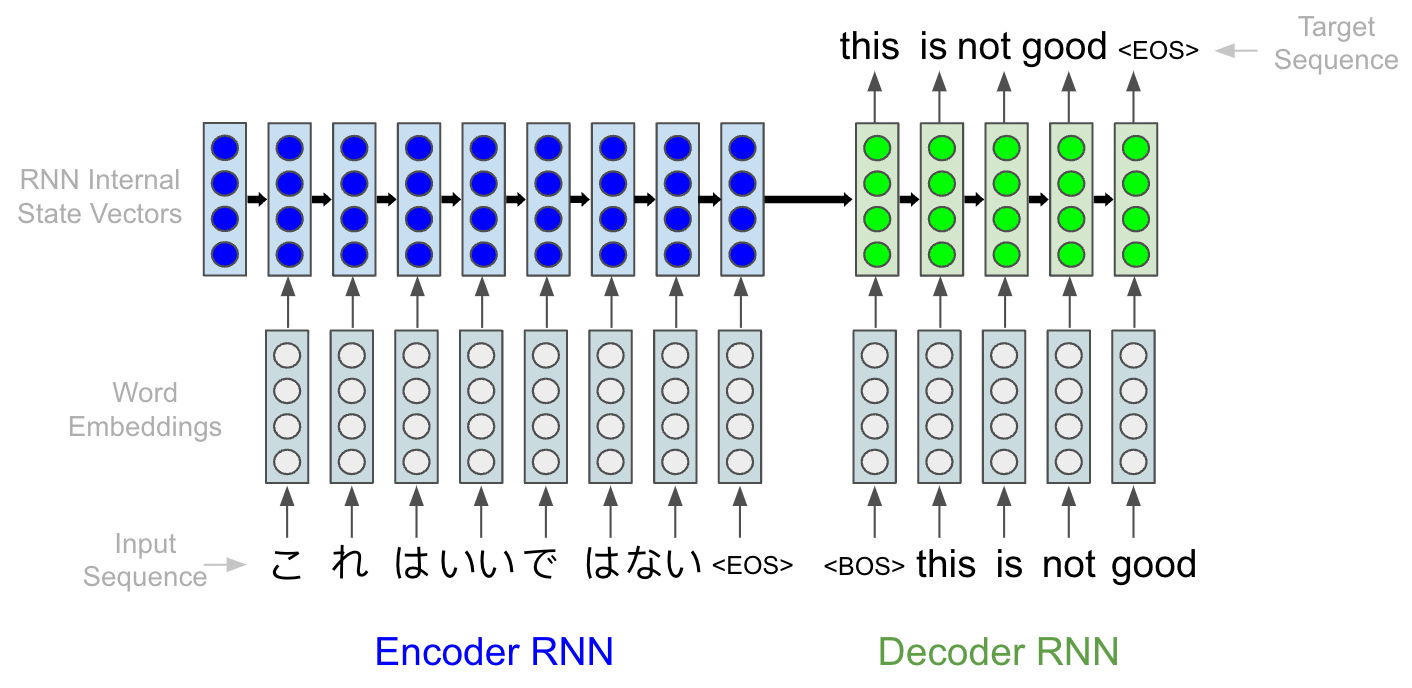 this is not good <EOS>
Target
Sequence
RNN Internal
State Vectors
Word
Embeddings
Input
Sequence
これはいいではない <EOS>
<BOS> this is not good
Encoder RNN
Decoder RNN